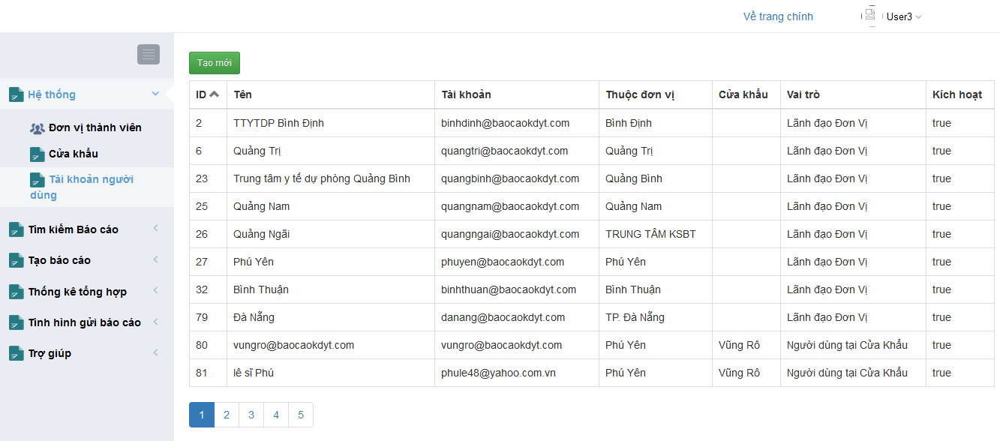 Về trang chính
User3
Hệ thống
Đơn vị thành viên
Cửa khẩu
Tài khoản người
dùng
Tìm kiếm Báo cáo
Tạo báo cáo
Thống kê tổng hợp
Tình hình gửi báo cáo
Trợ giúp
Tạo mới
ID Tên Tài khoản Thuộc đơn vị Cửa khẩu Vai trò Kích hoạt
2 TTYTDP Bình Định binhdinh@baocaokdyt.com Bình Định Lãnh đạo Đơn Vị true
6 Quảng Trị quangtri@baocaokdyt.com Quảng Trị Lãnh đạo Đơn Vị true
23 Trung tâm y tế dự phòng Quảng Bình quangbinh@baocaokdyt.com Quảng Bình Lãnh đạo Đơn Vị true
25 Quảng Nam quangnam@baocaokdyt.com Quảng Nam Lãnh đạo Đơn Vị true
26 Quảng Ngãi quangngai@baocaokdyt.com TRUNG TÂM KSBT Lãnh đạo Đơn Vị true
27 Phú Yên phuyen@baocaokdyt.com Phú Yên Lãnh đạo Đơn Vị true
32 Bình Thuận binhthuan@baocaokdyt.com Bình Thuận Lãnh đạo Đơn Vị true
79 Đà Nẵng danang@baocaokdyt.com TP. Đà Nẵng Lãnh đạo Đơn Vị true
80 vungro@baocaokdyt.com vungro@baocaokdyt.com Phú Yên Vũng Rô Người dùng tại Cửa Khẩu true
81 lê sĩ Phú phule48@yahoo.com.vn Phú Yên Vũng Rô Người dùng tại Cửa Khẩu true
1 2 3 4 5